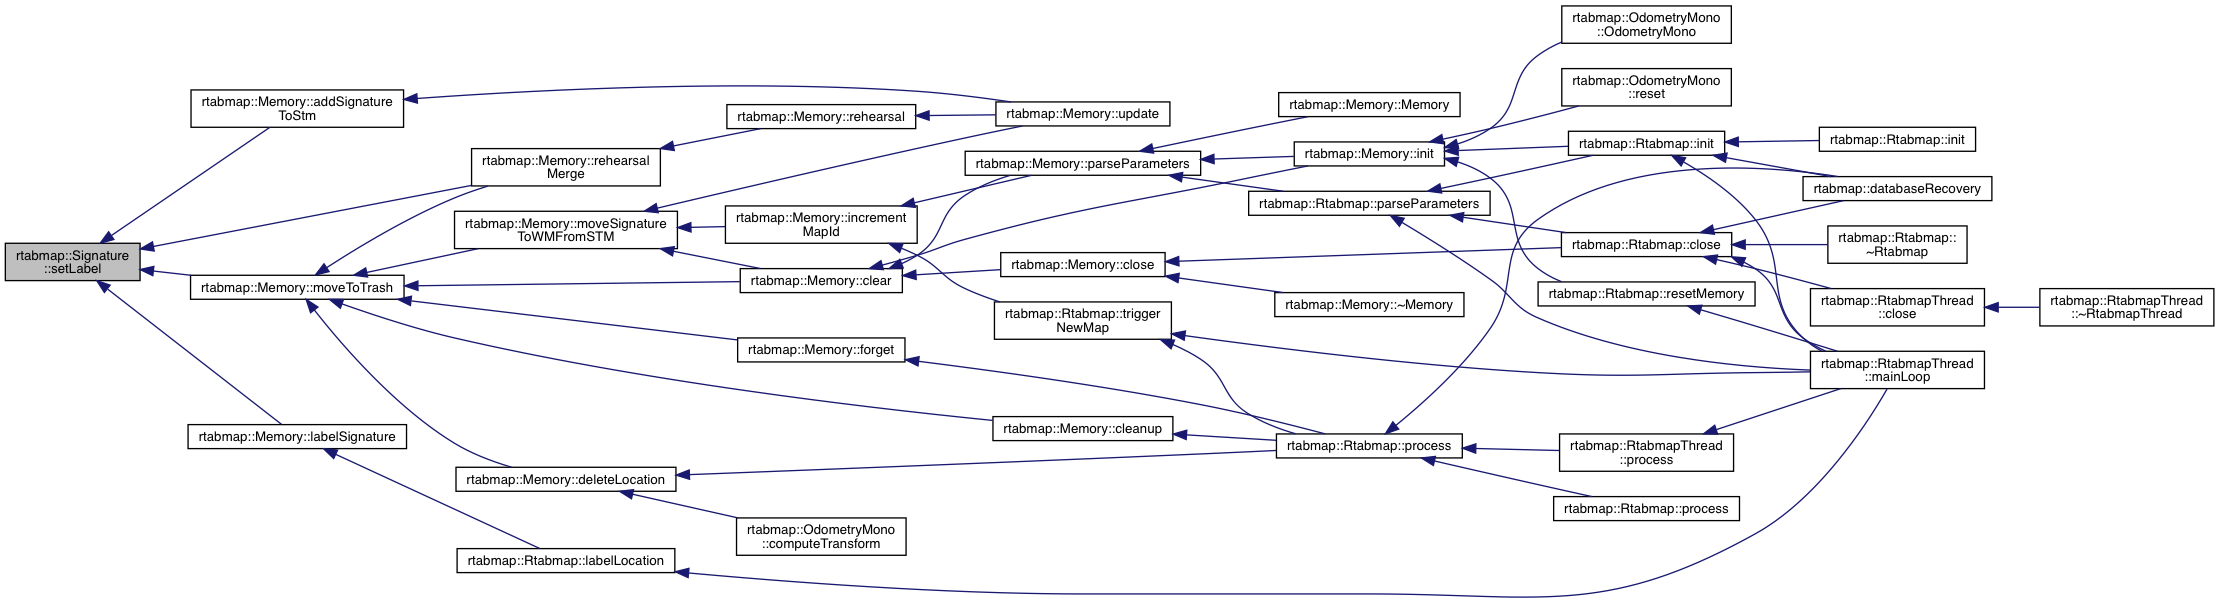 rtabmap::Signature
::setLabel
rtabmap::Memory::addSignature
ToStm
rtabmap::Memory::moveToTrash
rtabmap::Memory::labelSignature
rtabmap::Memory::rehearsal
Merge
rtabmap::Memory::moveSignature
ToWMFromSTM
rtabmap::Memory::deleteLocation
rtabmap::Rtabmap::labelLocation
rtabmap::Memory::rehearsal
rtabmap::Memory::increment
MapId
rtabmap::Memory::clear
rtabmap::Memory::forget
rtabmap::OdometryMono
::computeTransform
rtabmap::Memory::update
rtabmap::Memory::parseParameters
rtabmap::Memory::close
rtabmap::Rtabmap::trigger
NewMap
rtabmap::Memory::cleanup
rtabmap::Memory::Memory
rtabmap::Memory::init
rtabmap::Rtabmap::parseParameters
rtabmap::Memory::~Memory
rtabmap::Rtabmap::process
rtabmap::OdometryMono
::OdometryMono
rtabmap::OdometryMono
::reset
rtabmap::Rtabmap::init
rtabmap::Rtabmap::close
rtabmap::Rtabmap::resetMemory
rtabmap::RtabmapThread
::process
rtabmap::Rtabmap::process
rtabmap::Rtabmap::init
rtabmap::databaseRecovery
rtabmap::Rtabmap::
~Rtabmap
rtabmap::RtabmapThread
::close
rtabmap::RtabmapThread
::mainLoop
rtabmap::RtabmapThread
::~RtabmapThread